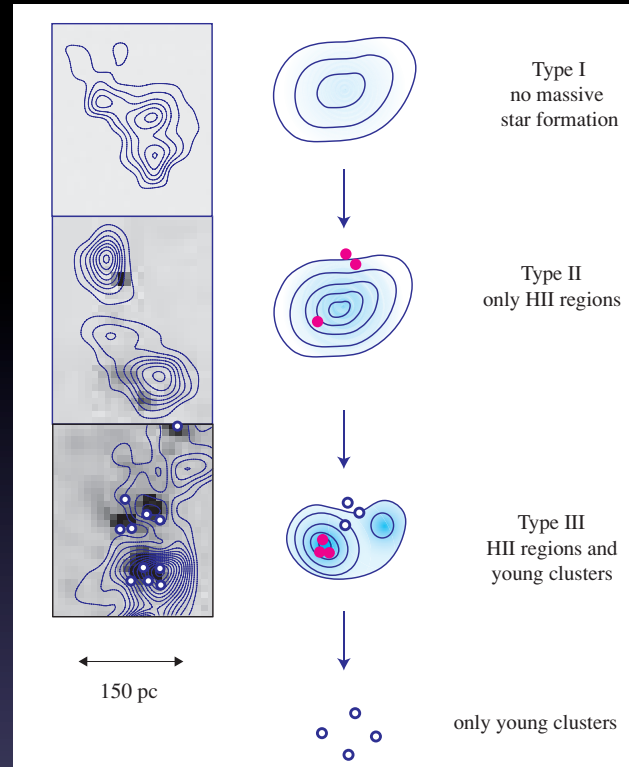 Type I
no massive
star formation
Type II
only HII regions
Type III
HII regions and
young clusters
150 pc
only young clusters